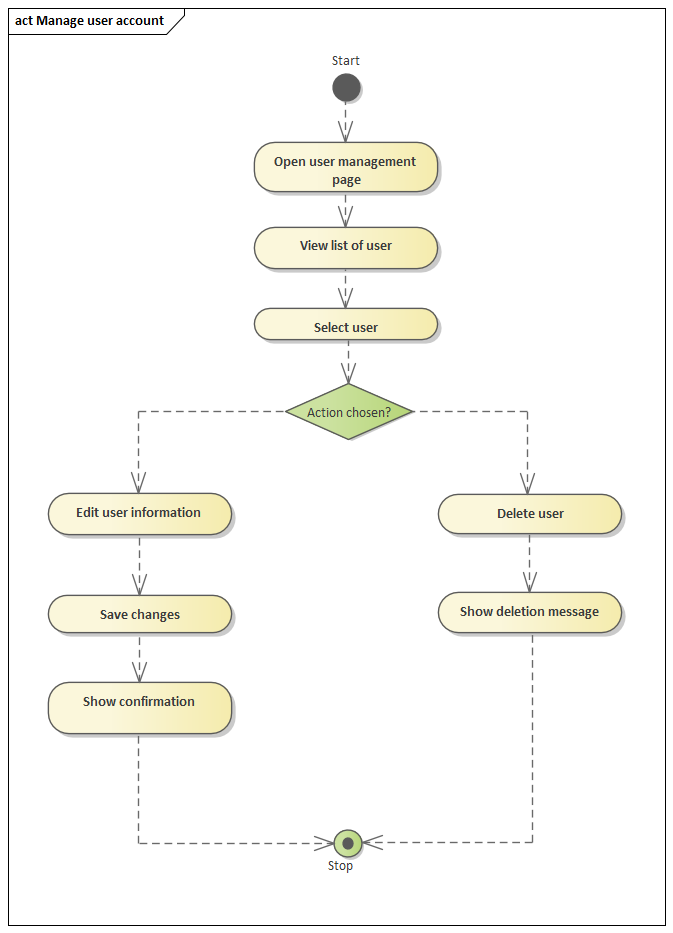 act Manage user account
Start
Open user management
page
View list of user
Select user
Action chosen?
Edit user information
Delete user
Save changes
Show deletion message
Show confirmation
Stop